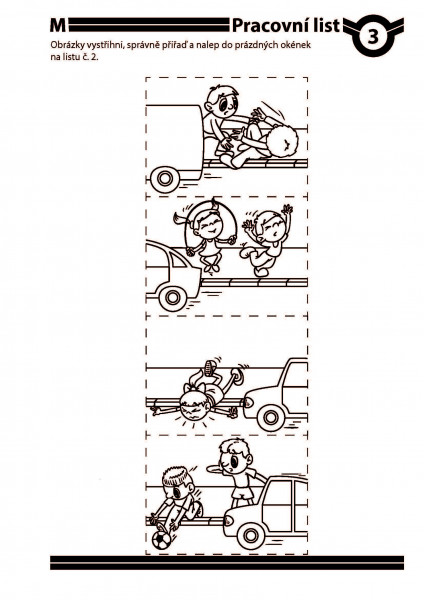 M Pracovní list 3
Obrázky vystřihni, správně přiřaď a nalep do prázdných okének
na listu č. 2.